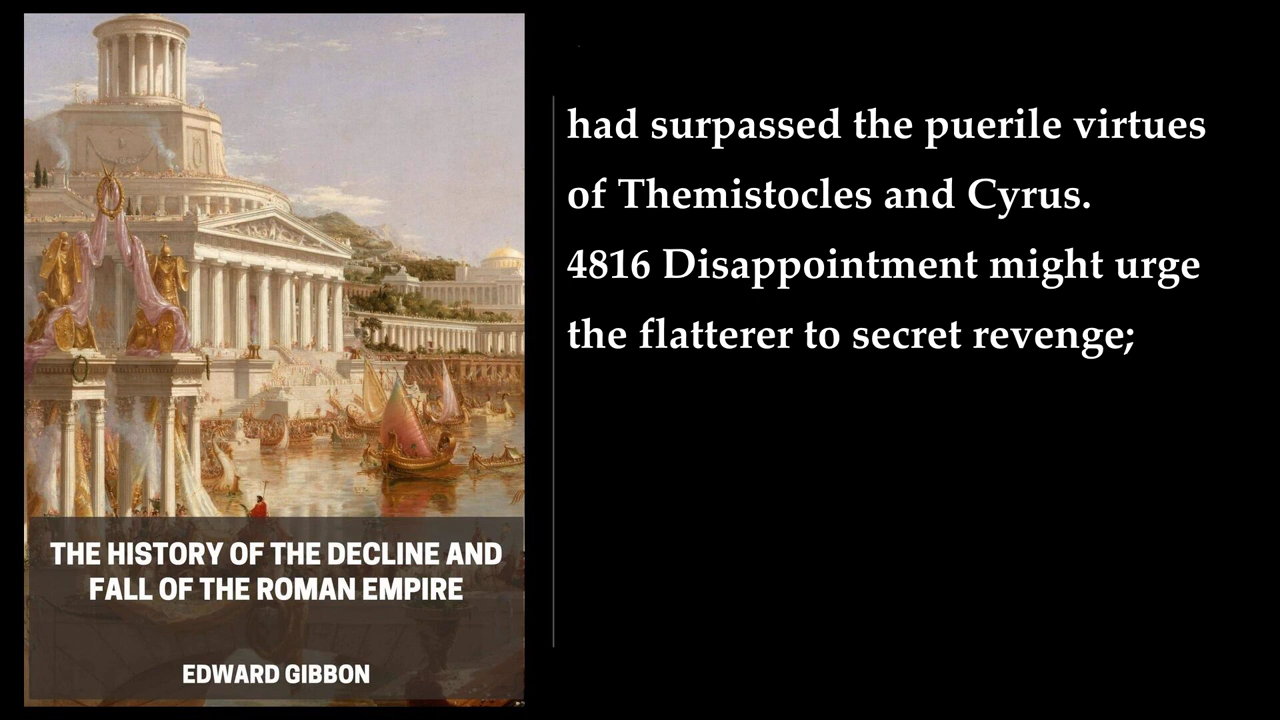 had surpassed the puerile virtues
of Themistocles and Cyrus.
4816 Disappointment might urge
the flatterer to secret revenge;
THE HISTORY OF THE DECLINE AND
FALL OF THE ROMAN EMPIRE
EDWARD GIBBON